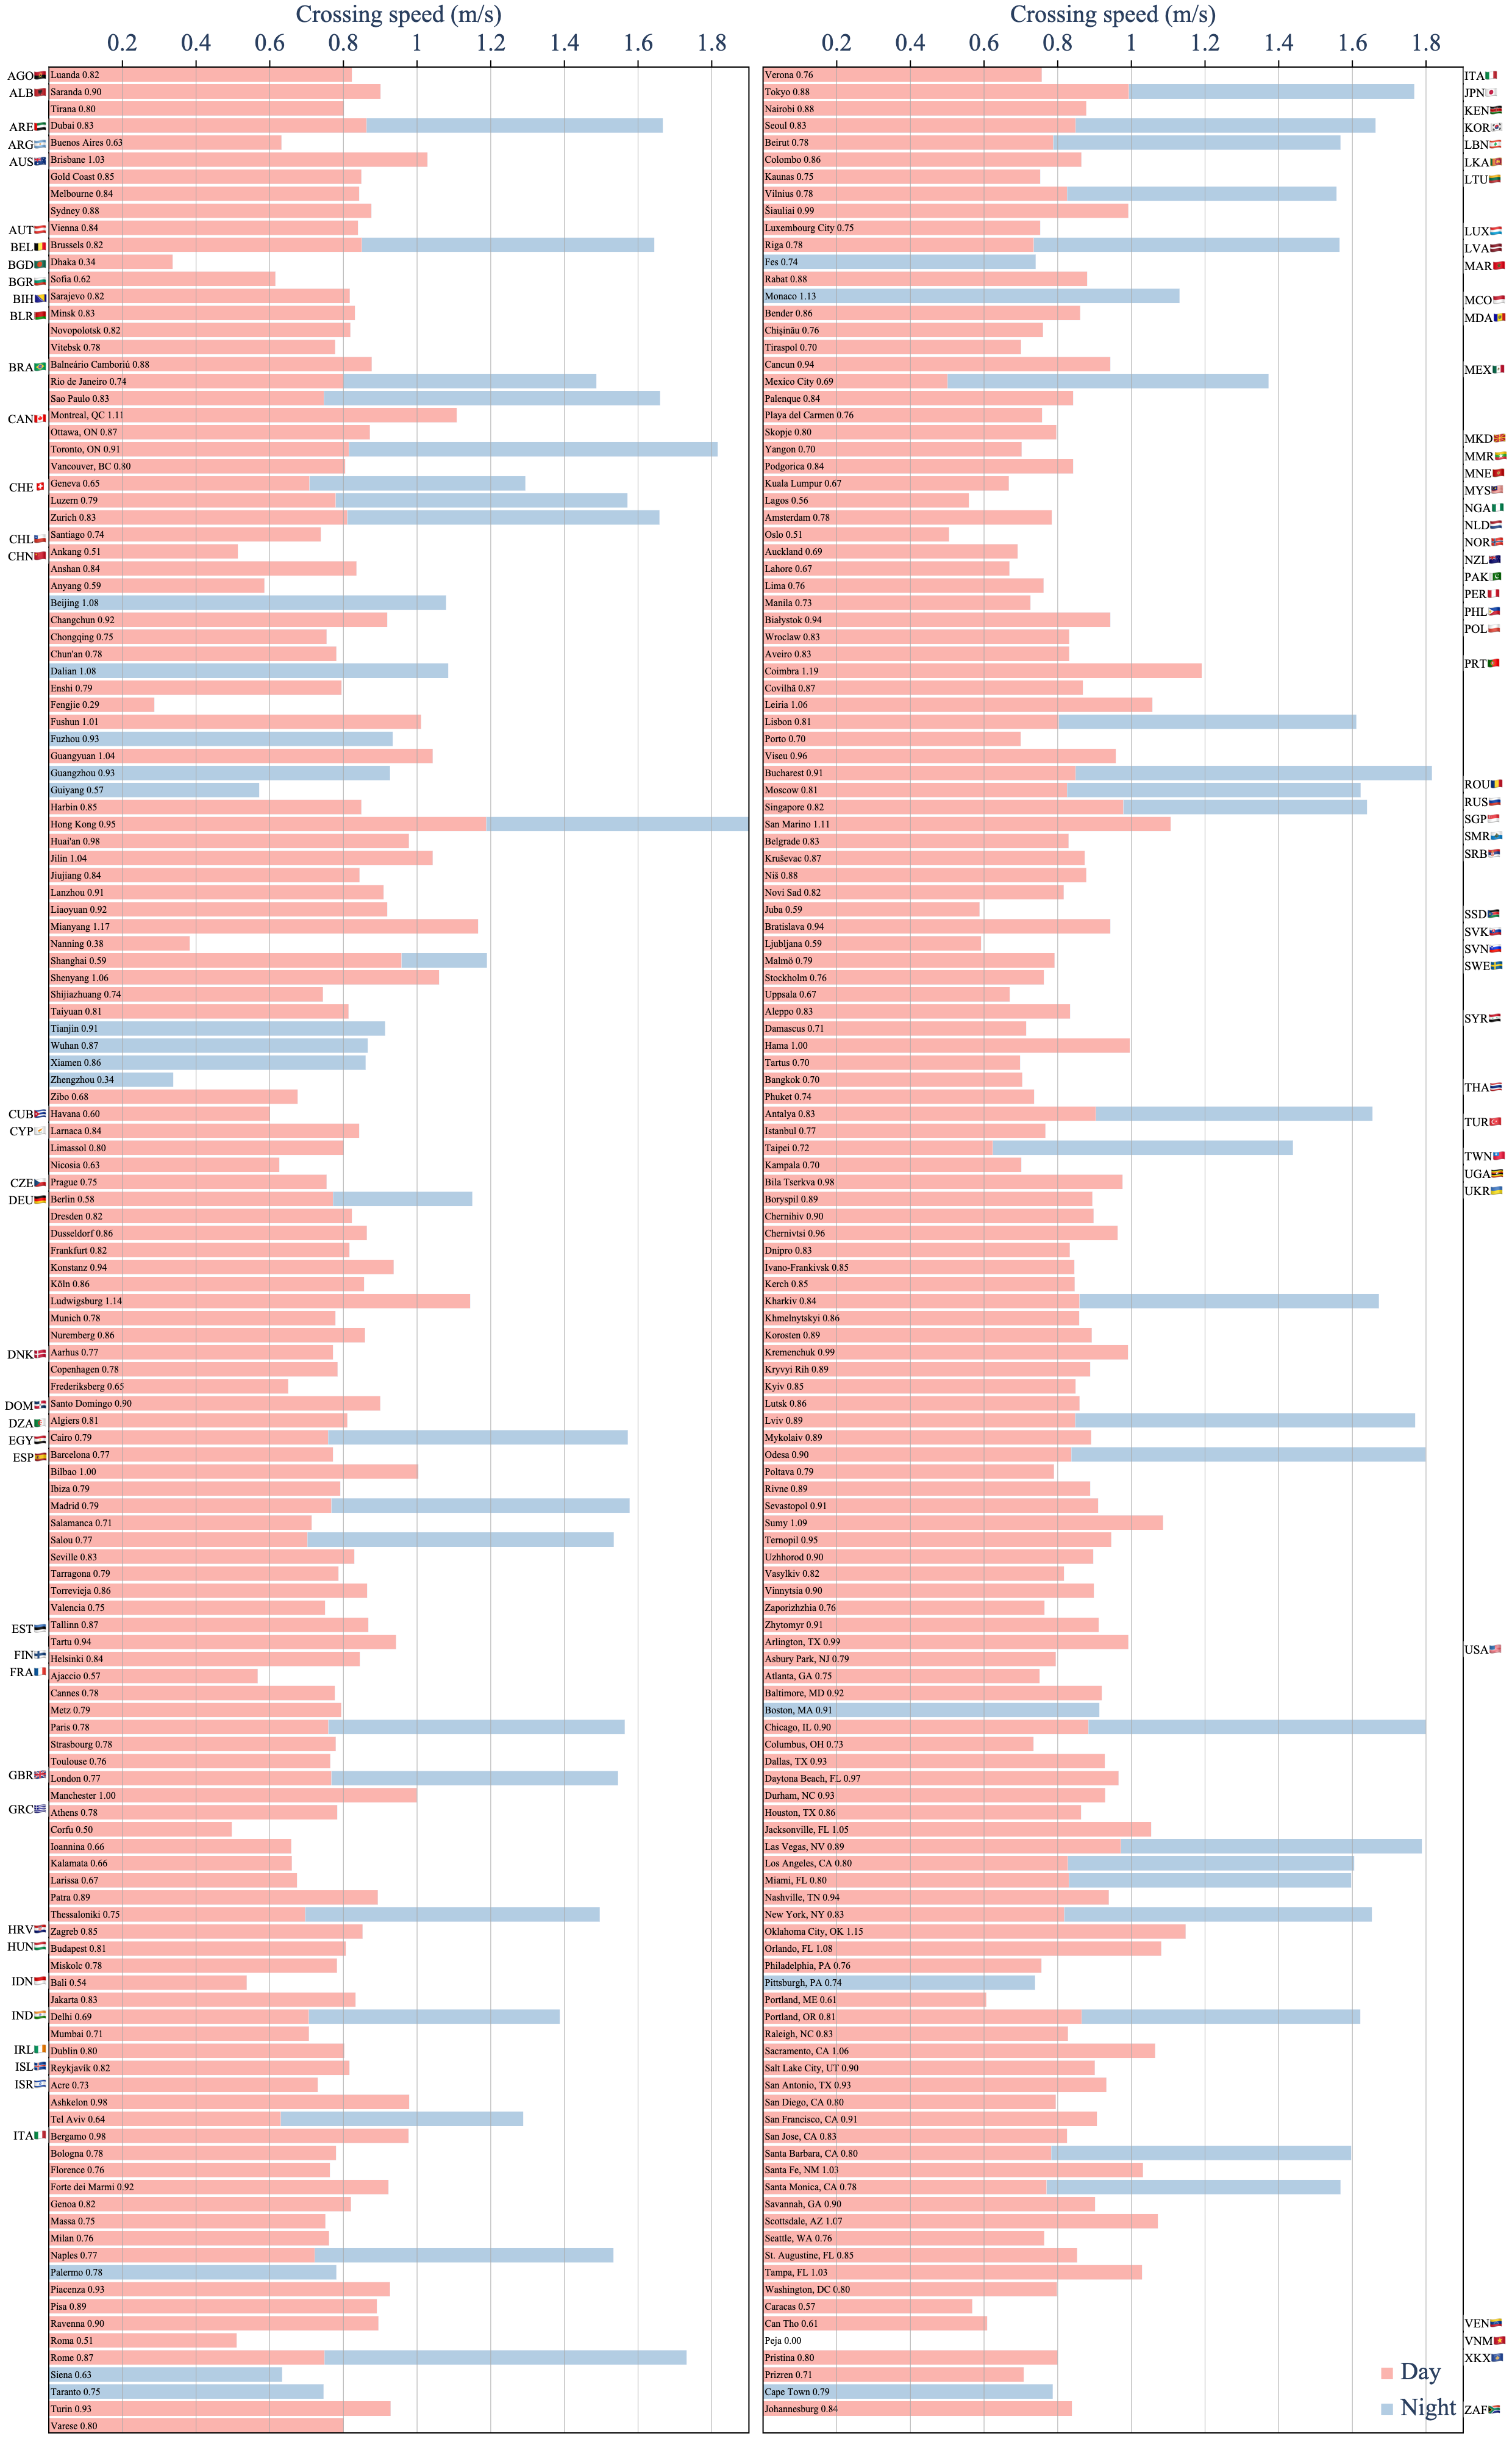 Crossing speed (m/s)
0.2 0.4 0.6 0.8 1 1.2 1.4 1.6 1.8
AGO Luanda 0.82
ALB Saranda 0.90
Tirana 0.80
ARE Dubai 0.83
ARG Buenos Aires 0.63
AUS Brisbane 1.03
Gold Coast 0.85
Melbourne 0.84
Sydney 0.88
AUT Vienna 0.84
BEL Brussels 0.82
BGD Dhaka 0.34
BGR Sofia 0.62
BIH Sarajevo 0.82
BLR Minsk 0.83
Novopolotsk 0.82
Vitebsk 0.78
BRA Balneário Camboriú 0.88
Rio de Janeiro 0.74
Sao Paulo 0.83
CAN Montreal, QC 1.11
Ottawa, ON 0.87
Toronto, ON 0.91
Vancouver, BC 0.80
CHE Geneva 0.65
Luzern 0.79
Zurich 0.83
CHL Santiago 0.74
CHN Ankang 0.51
Anshan 0.84
Anyang 0.59
Beijing 1.08
Changchun 0.92
Chongqing 0.75
Chun'an 0.78
Dalian 1.08
Enshi 0.79
Fengjie 0.29
Fushun 1.01
Fuzhou 0.93
Guangyuan 1.04
Guangzhou 0.93
Guiyang 0.57
Harbin 0.85
Hong Kong 0.95
Huai'an 0.98
Jilin 1.04
Jiujiang 0.84
Lanzhou 0.91
Liaoyuan 0.92
Mianyang 1.17
Nanning 0.38
Shanghai 0.59
Shenyang 1.06
Shijiazhuang 0.74
Taiyuan 0.81
Tianjin 0.91
Wuhan 0.87
Xiamen 0.86
Zhengzhou 0.34
Zibo 0.68
CUB Havana 0.60
CYP Larnaca 0.84
Limassol 0.80
Nicosia 0.63
CZE Prague 0.75
DEU Berlin 0.58
Dresden 0.82
Dusseldorf 0.86
Frankfurt 0.82
Konstanz 0.94
Köln 0.86
Ludwigsburg 1.14
Munich 0.78
Nuremberg 0.86
DNK Aarhus 0.77
Copenhagen 0.78
Frederiksberg 0.65
DOM Santo Domingo 0.90
DZA Algiers 0.81
EGY Cairo 0.79
ESP Barcelona 0.77
Bilbao 1.00
Ibiza 0.79
Madrid 0.79
Salamanca 0.71
Salou 0.77
Seville 0.83
Tarragona 0.79
Torrevieja 0.86
Valencia 0.75
EST Tallinn 0.87
Tartu 0.94
FIN Helsinki 0.84
FRA Ajaccio 0.57
Cannes 0.78
Metz 0.79
Paris 0.78
Strasbourg 0.78
Toulouse 0.76
GBR London 0.77
Manchester 1.00
GRC Athens 0.78
Corfu 0.50
Ioannina 0.66
Kalamata 0.66
Larissa 0.67
Patra 0.89
Thessaloniki 0.75
HRV Zagreb 0.85
HUN Budapest 0.81
Miskolc 0.78
IDN Bali 0.54
Jakarta 0.83
IND Delhi 0.69
Mumbai 0.71
IRL Dublin 0.80
ISL Reykjavík 0.82
ISR Acre 0.73
Ashkelon 0.98
Tel Aviv 0.64
ITA Bergamo 0.98
Bologna 0.78
Florence 0.76
Forte dei Marmi 0.92
Genoa 0.82
Massa 0.75
Milan 0.76
Naples 0.77
Palermo 0.78
Piacenza 0.93
Pisa 0.89
Ravenna 0.90
Roma 0.51
Rome 0.87
Siena 0.63
Taranto 0.75
Turin 0.93
Varese 0.80
Crossing speed (m/s)
0.2 0.4 0.6 0.8 1 1.2 1.4 1.6 1.8
Verona 0.76 ITA
Tokyo 0.88 JPN
Nairobi 0.88 KEN
Seoul 0.83 KOR
Beirut 0.78 LBN
Colombo 0.86 LKA
Kaunas 0.75 LTU
Vilnius 0.78
Šiauliai 0.99
Luxembourg City 0.75 LUX
Riga 0.78 LVA
Fes 0.74 MAR
Rabat 0.88
Monaco 1.13 MCO
Bender 0.86 MDA
Chișinău 0.76
Tiraspol 0.70
Cancun 0.94 MEX
Mexico City 0.69
Palenque 0.84
Playa del Carmen 0.76
Skopje 0.80 MKD
Yangon 0.70 MMR
Podgorica 0.84 MNE
Kuala Lumpur 0.67 MYS
Lagos 0.56 NGA
Amsterdam 0.78 NLD
Oslo 0.51 NOR
Auckland 0.69 NZL
Lahore 0.67 PAK
Lima 0.76 PER
Manila 0.73 PHL
Białystok 0.94 POL
Wroclaw 0.83
Aveiro 0.83 PRT
Coimbra 1.19
Covilhã 0.87
Leiria 1.06
Lisbon 0.81
Porto 0.70
Viseu 0.96
Bucharest 0.91 ROU
Moscow 0.81 RUS
Singapore 0.82 SGP
San Marino 1.11 SMR
Belgrade 0.83 SRB
Kruševac 0.87
Niš 0.88
Novi Sad 0.82
Juba 0.59 SSD
Bratislava 0.94 SVK
Ljubljana 0.59 SVN
Malmö 0.79 SWE
Stockholm 0.76
Uppsala 0.67
Aleppo 0.83 SYR
Damascus 0.71
Hama 1.00
Tartus 0.70
Bangkok 0.70 THA
Phuket 0.74
Antalya 0.83 TUR
Istanbul 0.77
Taipei 0.72 TWN
Kampala 0.70 UGA
Bila Tserkva 0.98 UKR
Boryspil 0.89
Chernihiv 0.90
Chernivtsi 0.96
Dnipro 0.83
Ivano-Frankivsk 0.85
Kerch 0.85
Kharkiv 0.84
Khmelnytskyi 0.86
Korosten 0.89
Kremenchuk 0.99
Kryvyi Rih 0.89
Kyiv 0.85
Lutsk 0.86
Lviv 0.89
Mykolaiv 0.89
Odesa 0.90
Poltava 0.79
Rivne 0.89
Sevastopol 0.91
Sumy 1.09
Ternopil 0.95
Uzhhorod 0.90
Vasylkiv 0.82
Vinnytsia 0.90
Zaporizhzhia 0.76
Zhytomyr 0.91
Arlington, TX 0.99 USA
Asbury Park, NJ 0.79
Atlanta, GA 0.75
Baltimore, MD 0.92
Boston, MA 0.91
Chicago, IL 0.90
Columbus, OH 0.73
Dallas, TX 0.93
Daytona Beach, FL 0.97
Durham, NC 0.93
Houston, TX 0.86
Jacksonville, FL 1.05
Las Vegas, NV 0.89
Los Angeles, CA 0.80
Miami, FL 0.80
Nashville, TN 0.94
New York, NY 0.83
Oklahoma City, OK 1.15
Orlando, FL 1.08
Philadelphia, PA 0.76
Pittsburgh, PA 0.74
Portland, ME 0.61
Portland, OR 0.81
Raleigh, NC 0.83
Sacramento, CA 1.06
Salt Lake City, UT 0.90
San Antonio, TX 0.93
San Diego, CA 0.80
San Francisco, CA 0.91
San Jose, CA 0.83
Santa Barbara, CA 0.80
Santa Fe, NM 1.03
Santa Monica, CA 0.78
Savannah, GA 0.90
Scottsdale, AZ 1.07
Seattle, WA 0.76
St. Augustine, FL 0.85
Tampa, FL 1.03
Washington, DC 0.80
Caracas 0.57
Can Tho 0.61 VEN
Peja 0.00 VNM
Pristina 0.80 XKX
Prizren 0.71
Cape Town 0.79
Johannesburg 0.84 ZAF
Day
Night